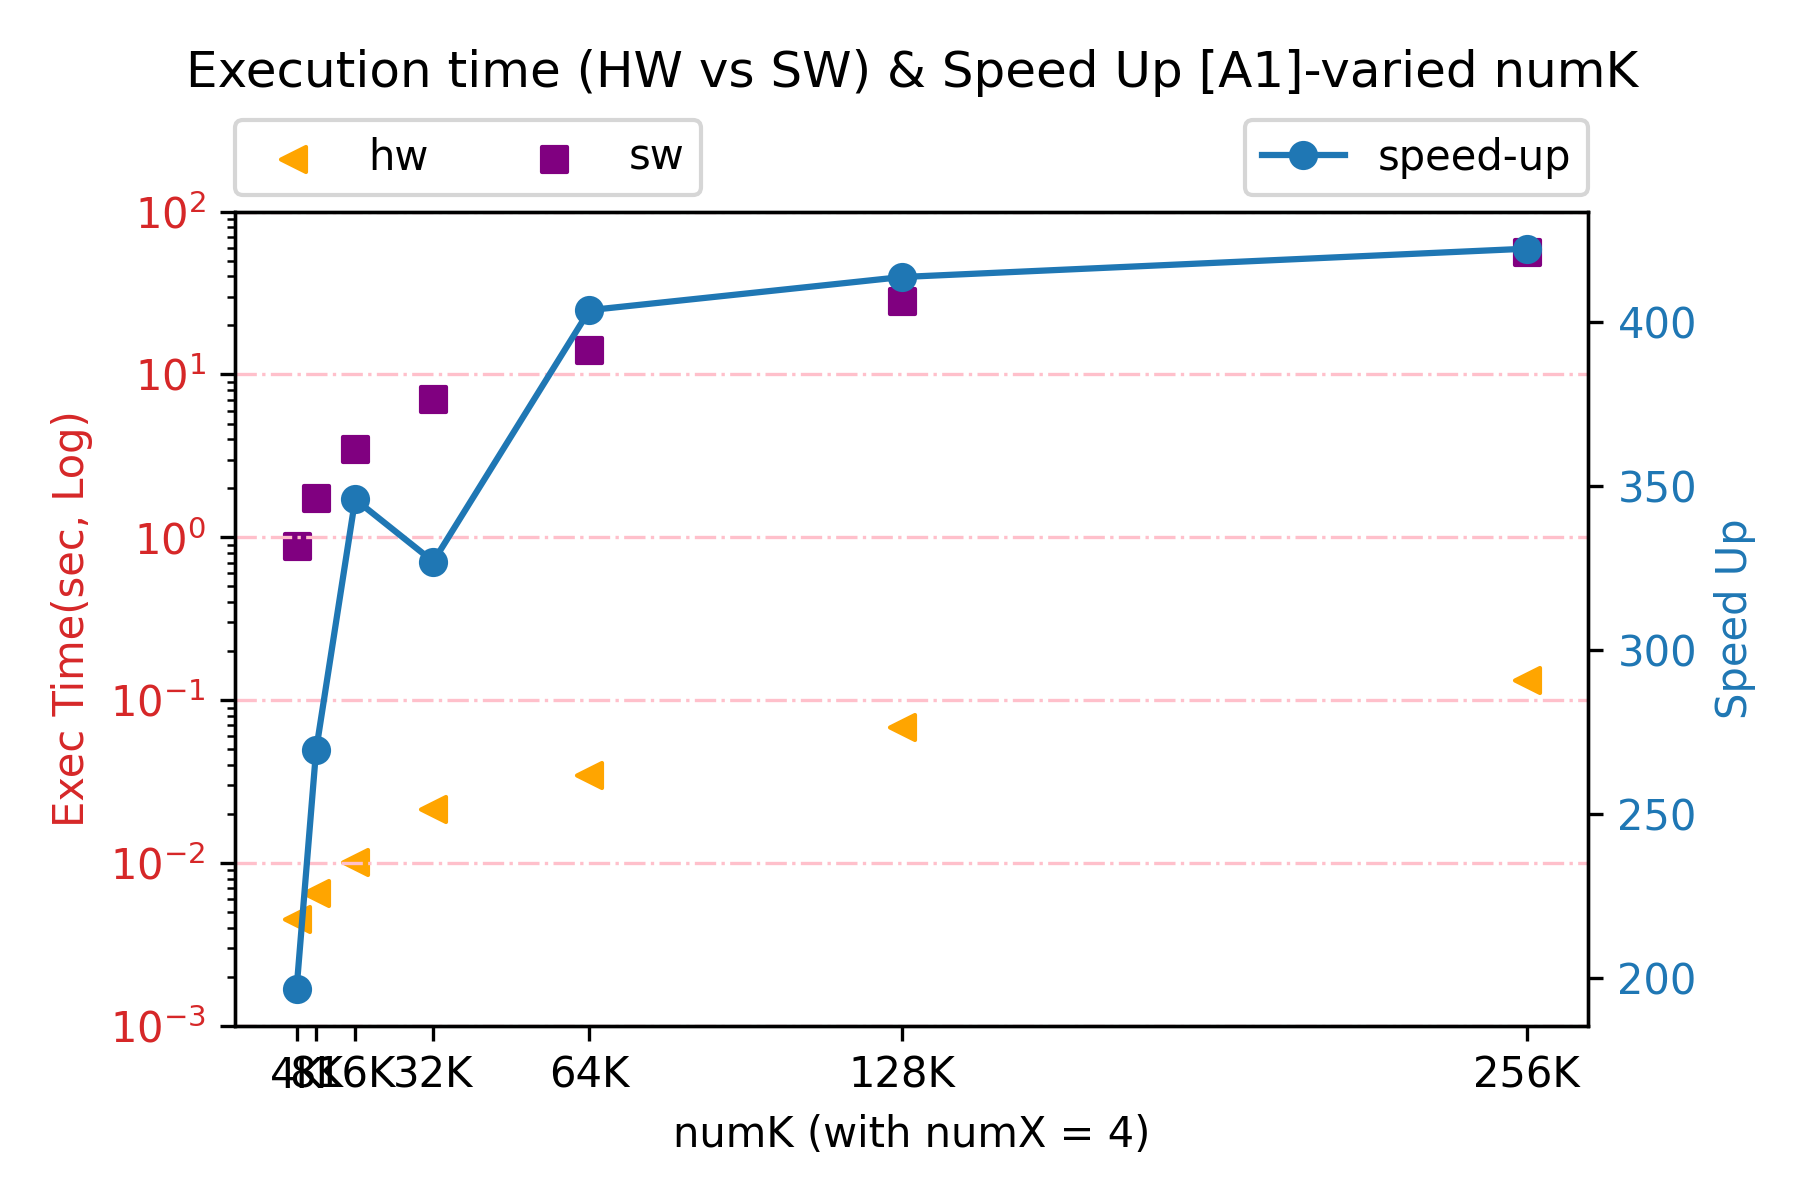 Execution time (HW vs SW) & Speed Up [A1]-varied numK
hw sw speed-up
10²
10¹
10⁰
10⁻¹
10⁻²
10⁻³
Exec Time(sec, Log)
400
350
300
250
200
Speed Up
4K 8K 16K 32K 64K 128K 256K
numK (with numX = 4)